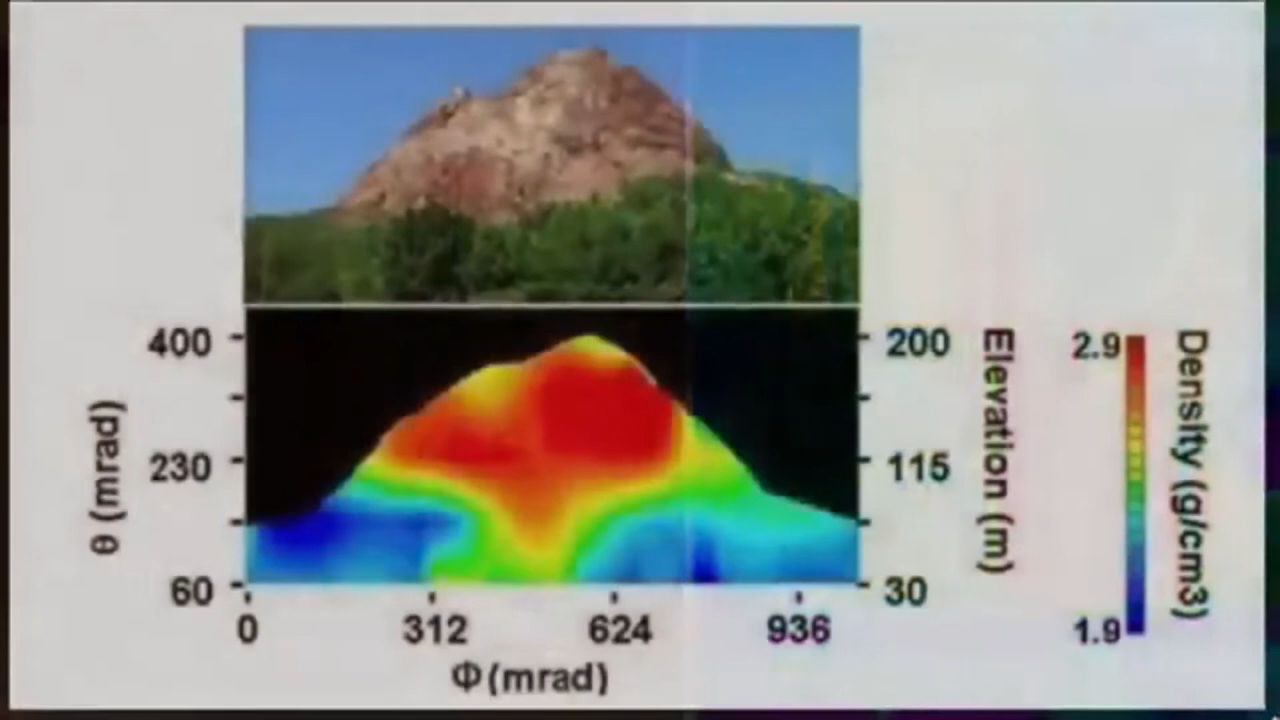 400
230
60
θ (mrad)
0 312 624 936
Φ (mrad)
200
115
30
Elevation (m)
2.9
1.9
Density (g/cm3)